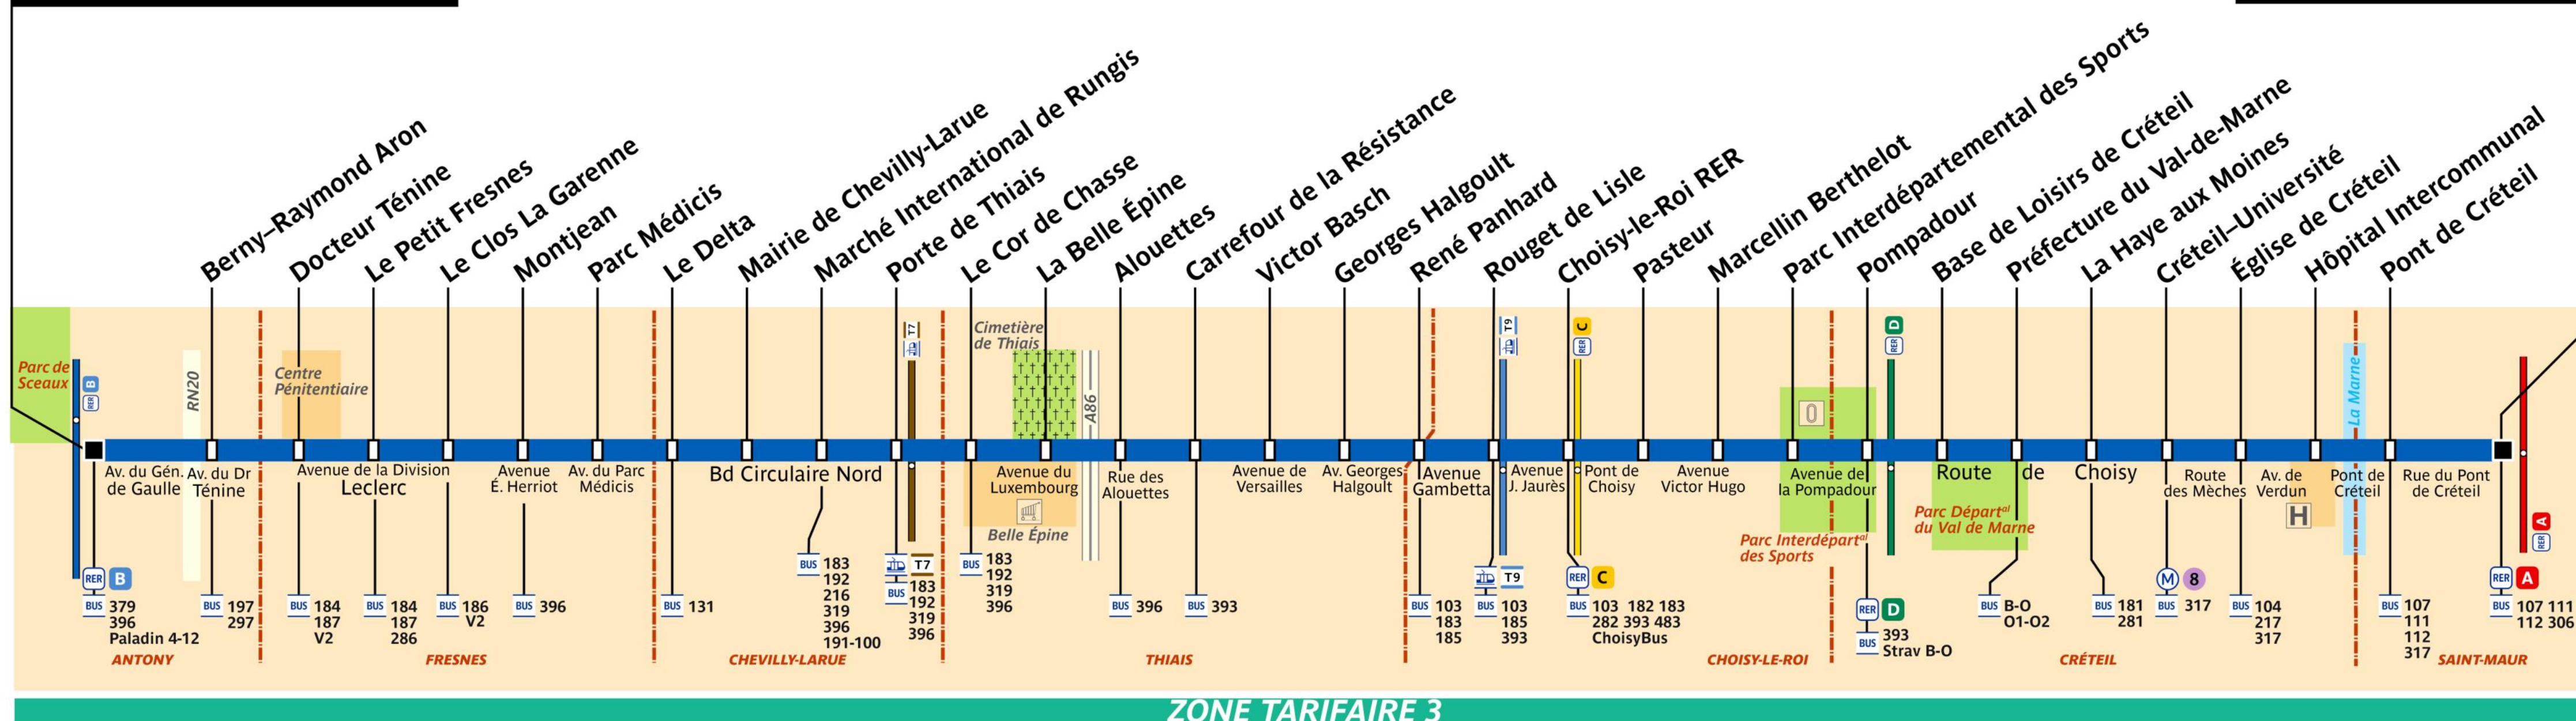 Berny–Raymond Aron
Docteur Ténine
Le Petit Fresnes
Le Clos La Garenne
Montjean
Parc Médicis
Le Delta
Mairie de Chevilly-Larue
Marché International de Rungis
Porte de Thiais
Le Cor de Chasse
La Belle Épine
Alouettes
Carrefour de la Résistance
Victor Basch
Georges Halgoult
René Panhard
Rouget de Lisle
Choisy-le-Roi RER
Pasteur
Marcellin Berthelot
Parc Interdépartemental des Sports
Pompadour
Base de Loisirs de Créteil
Préfecture du Val-de-Marne
La Haye aux Moines
Créteil–Université
Église de Créteil
Hôpital Intercommunal
Pont de Créteil
Parc de
Sceaux
B
RER
RN20
Centre
Pénitentiaire
T7
Cimetière
de Thiais
A86
T9
C
RER
D
RER
La Marne
Av. du Gén.
de Gaulle
Av. du Dr
Ténine
Avenue de la Division
Leclerc
Avenue
É. Herriot
Av. du Parc
Médicis
Bd Circulaire Nord
Avenue du
Luxembourg
Belle Épine
Rue des
Alouettes
Avenue de
Versailles
Av. Georges
Halgoult
Avenue
Gambetta
Avenue
J. Jaurès
Pont de
Choisy
Avenue
Victor Hugo
Avenue de
la Pompadour
Parc Interdépartal
des Sports
Route de Choisy
Parc Départal
du Val de Marne
Route
des Mèches
Av. de
Verdun
H
Pont de
Créteil
Rue du Pont
de Créteil
A
RER
RER B
BUS 379
396
Paladin 4-12
BUS 197
297
BUS 184
187
V2
BUS 184
187
286
BUS 186
V2
BUS 396
BUS 131
BUS 183
192
216
319
396
191-100
T7
BUS 183
192
319
396
BUS 183
192
319
396
BUS 396
BUS 393
BUS 103
183
185
T9
BUS 103
185
393
RER C
BUS 103 182 183
282 393 483
ChoisyBus
RER D
BUS 393
Strav B-O
BUS B-O
O1-O2
BUS 181
281
M 8
BUS 317
BUS 104
217
317
BUS 107
111
112
317
RER A
BUS 107 111
112 306
ANTONY
FRESNES
CHEVILLY-LARUE
THIAIS
CHOISY-LE-ROI
CRÉTEIL
SAINT-MAUR
ZONE TARIFAIRE 3